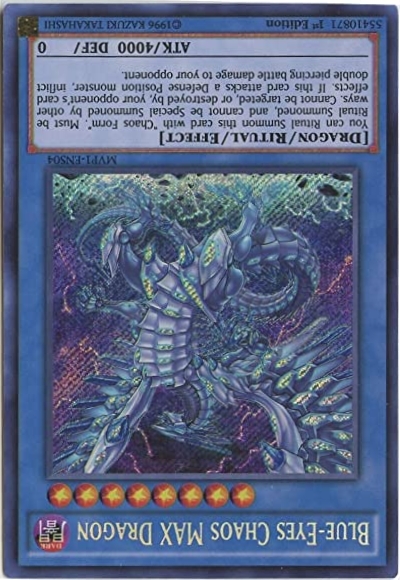 BLUE-EYES CHAOS MAX DRAGON
DARK
闇
MVP1-ENS04
[DRAGON/RITUAL/EFFECT]
You can Ritual Summon this card with "Chaos Form". Must be
Ritual Summoned, and cannot be Special Summoned by other
ways. Cannot be targeted, or destroyed by, your opponent's card
effects. If this card attacks a Defense Position monster, inflict
double piercing battle damage to your opponent.
ATK/4000 DEF/ 0
55410871 1st Edition ©1996 KAZUKI TAKAHASHI